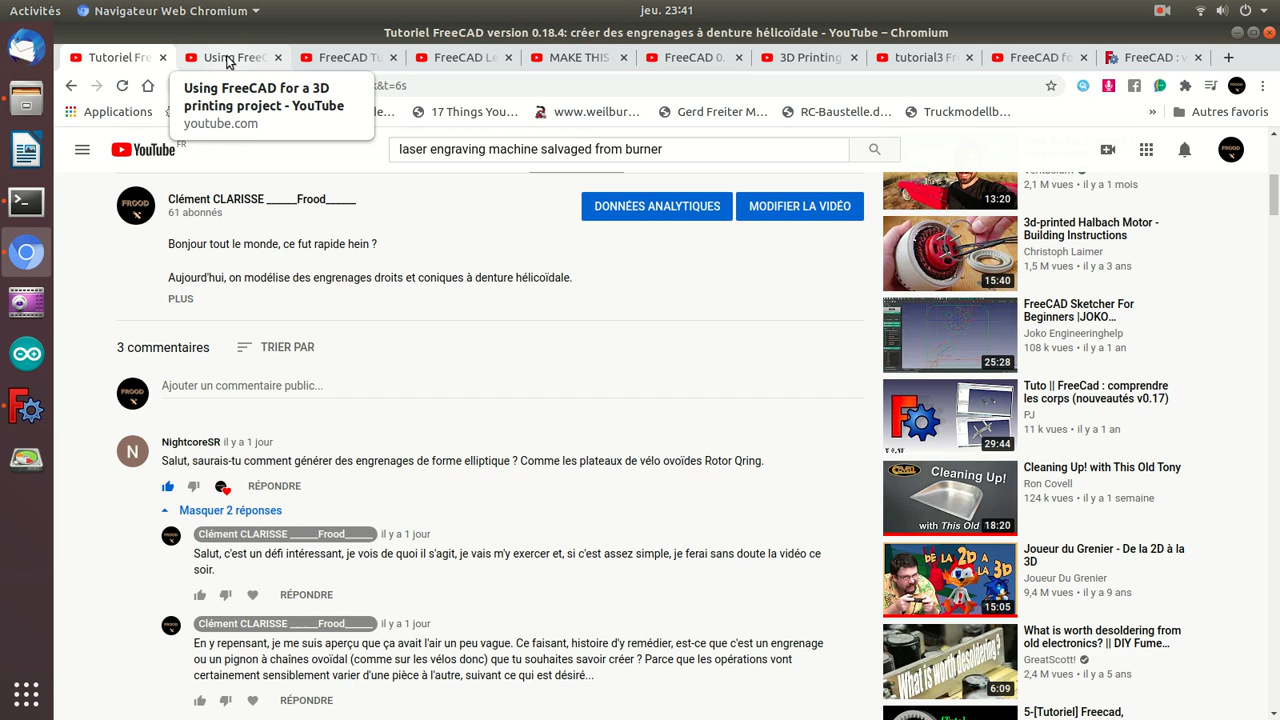 Activités
Navigateur Web Chromium
jeu. 23:41
Tutoriel FreeCAD version 0.18.4: créer des engrenages à denture hélicoïdale - YouTube – Chromium
Tutoriel Fre
Using FreeC
FreeCAD Tu
FreeCAD Le
MAKE THIS
FreeCAD 0.
3D Printing
tutorial3 Fr
FreeCAD fo
FreeCAD : v
&t=6s
Using FreeCAD for a 3D
printing project - YouTube
youtube.com
Applications
17 Things You...
www.weilbur...
Gerd Freier M...
RC-Baustelle.d...
Truckmodellb...
»
Autres favoris
YouTube FR
laser engraving machine salvaged from burner
FROOD
Clément CLARISSE ______Frood______
61 abonnés
DONNÉES ANALYTIQUES
MODIFIER LA VIDÉO
Bonjour tout le monde, ce fut rapide hein ?
Aujourd'hui, on modélise des engrenages droits et coniques à denture hélicoïdale.
PLUS
3 commentaires
TRIER PAR
Ajouter un commentaire public...
N
NightcoreSR il y a 1 jour
Salut, saurais-tu comment générer des engrenages de forme elliptique ? Comme les plateaux de vélo ovoïdes Rotor Qring.
RÉPONDRE
Masquer 2 réponses
Clément CLARISSE ______Frood______ il y a 1 jour
Salut, c'est un défi intéressant, je vois de quoi il s'agit, je vais m'y exercer et, si c'est assez simple, je ferai sans doute la vidéo ce
soir.
RÉPONDRE
Clément CLARISSE ______Frood______ il y a 1 jour
En y repensant, je me suis aperçu que ça avait l'air un peu vague. Ce faisant, histoire d'y remédier, est-ce que c'est un engrenage
ou un pignon à chaînes ovoïdal (comme sur les vélos donc) que tu souhaites savoir créer ? Parce que les opérations vont
certainement sensiblement varier d'une pièce à l'autre, suivant ce qui est désiré...
RÉPONDRE
2,1 M vues • il y a 1 mois
13:20
3d-printed Halbach Motor -
Building Instructions
Christoph Laimer
1,5 M vues • il y a 3 ans
15:40
FreeCAD Sketcher For
Beginners |JOKO...
Joko Engineeringhelp
108 k vues • il y a 1 an
25:28
Tuto || FreeCad : comprendre
les corps (nouveautés v0.17)
PJ
11 k vues • il y a 1 an
29:44
Cleaning Up! with This Old Tony
Ron Covell
124 k vues • il y a 1 semaine
COVELL
Cleaning Up!
with This Old
18:20
Joueur du Grenier - De la 2D à la
3D
Joueur Du Grenier
9,4 M vues • il y a 9 ans
DE LA 2D A LA 3D
15:05
What is worth desoldering from
old electronics? || DIY Fume...
GreatScott!
2,4 M vues • il y a 5 ans
What is worth desoldering?
6:09
5-[Tutoriel] Freecad,